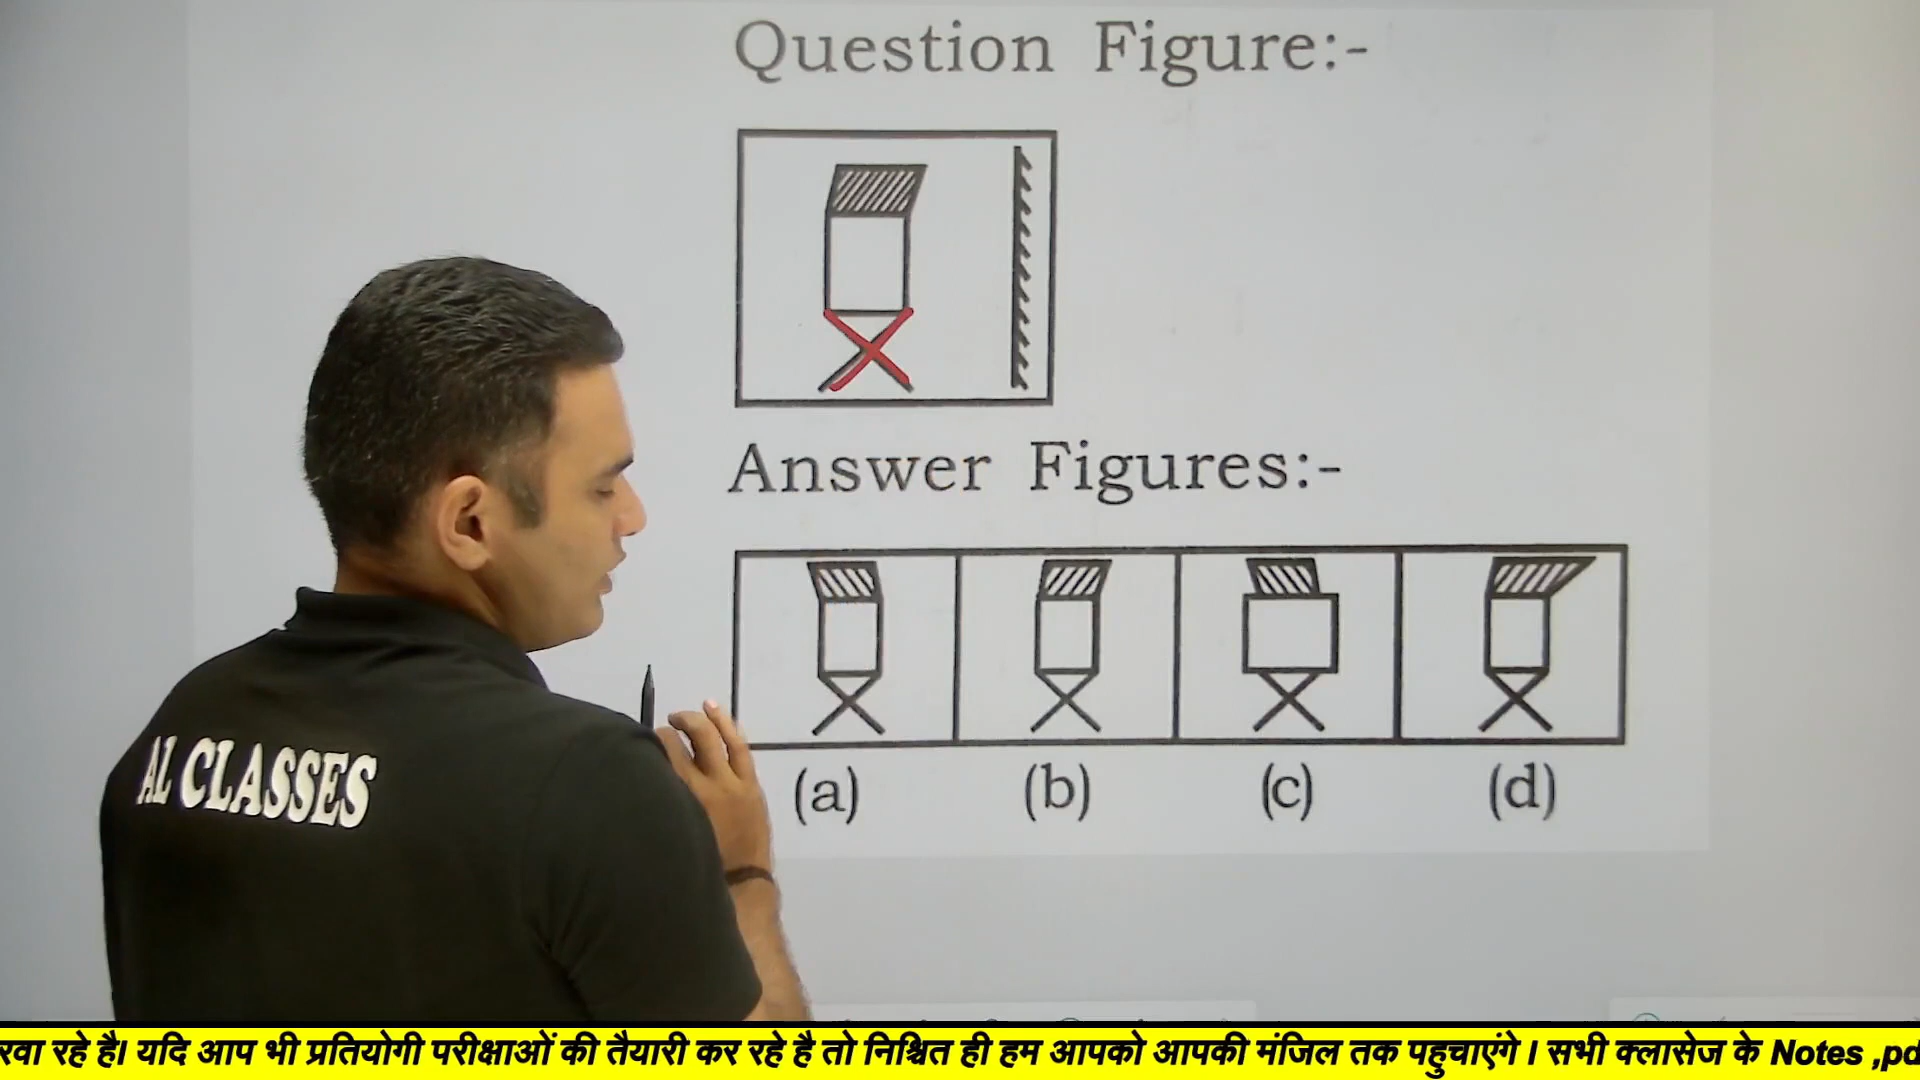 Question Figure:-
Answer Figures:-
(a) (b) (c) (d)
AL CLASSES
रवा रहे है। यदि आप भी प्रतियोगी परीक्षाओं की तैयारी कर रहे है तो निश्चित ही हम आपको आपकी मंजिल तक पहुचाएंगे । सभी क्लासेज के Notes ,pd